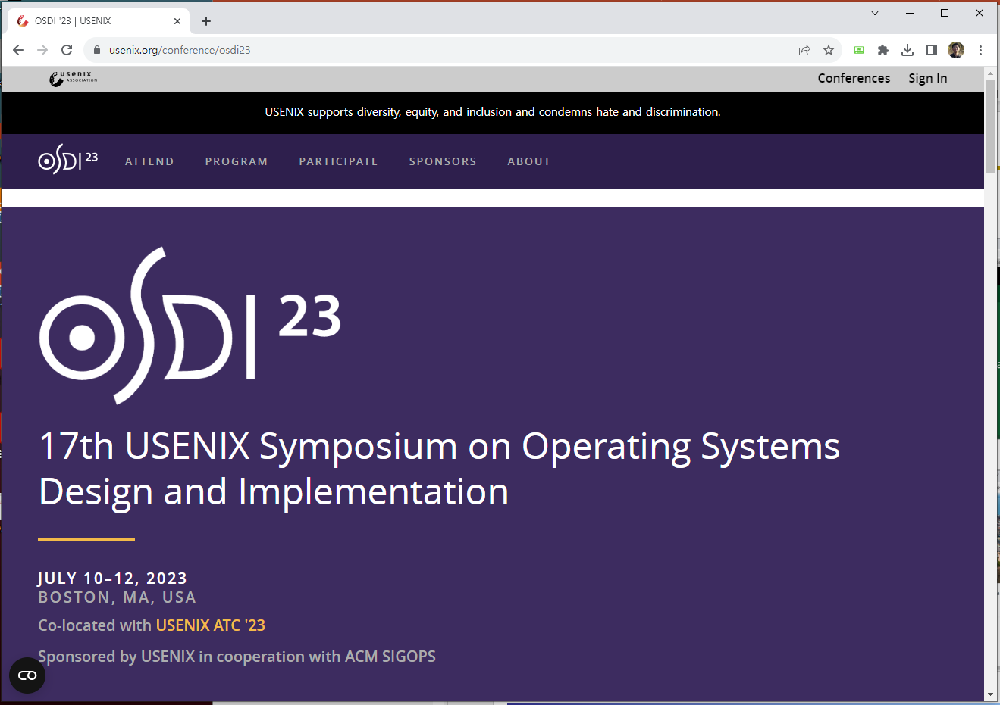 OSDI '23 | USENIX
usenix.org/conference/osdi23
usenix
ASSOCIATION
Conferences Sign In
USENIX supports diversity, equity, and inclusion and condemns hate and discrimination.
OSDI 23 ATTEND PROGRAM PARTICIPATE SPONSORS ABOUT
OSDI 23
17th USENIX Symposium on Operating Systems
Design and Implementation
JULY 10–12, 2023
BOSTON, MA, USA
Co-located with USENIX ATC '23
Sponsored by USENIX in cooperation with ACM SIGOPS